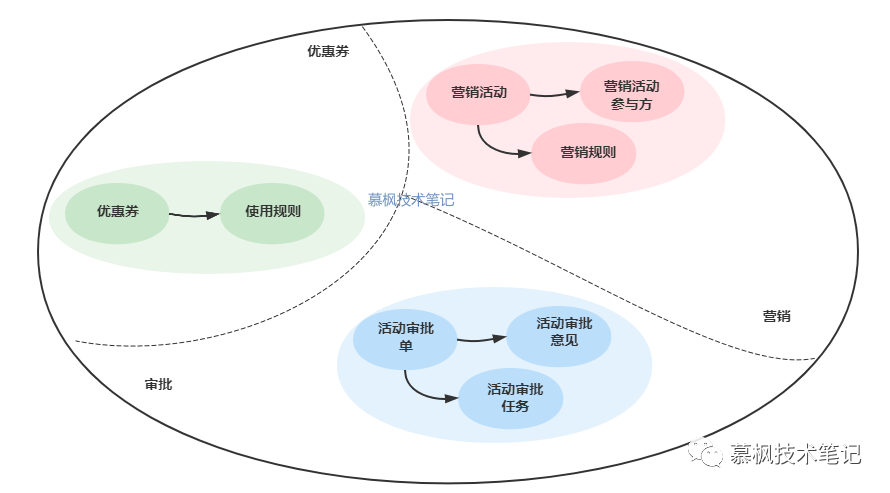 优惠券
营销活动
营销活动
参与方
营销规则
慕枫技术笔记
优惠券
使用规则
营销
活动审批
单
活动审批
意见
活动审批
任务
审批
慕枫技术笔记